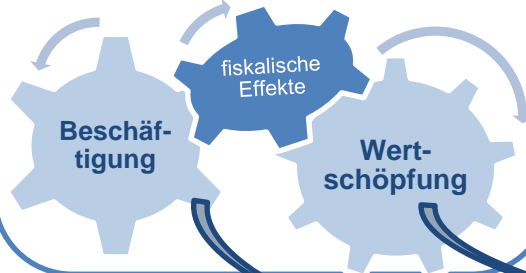 fiskalische
Effekte
Beschäf-
tigung
Wert-
schöpfung